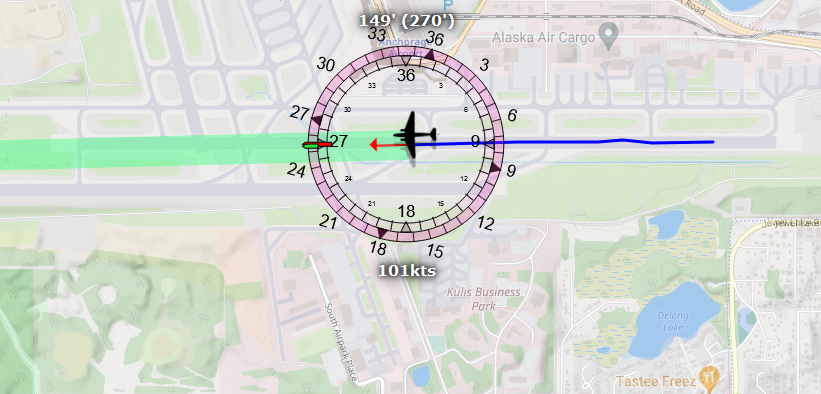 149' (270')
P
Road
Alaska Air Cargo
Anchorage
33
36
3
6
9
12
15
18
21
24
27
30
36
3
6
9
12
15
18
21
24
27
30
33
101kts
Kulis Business
Park
South Airpark Place
Delong
Lake
Tastee Freez